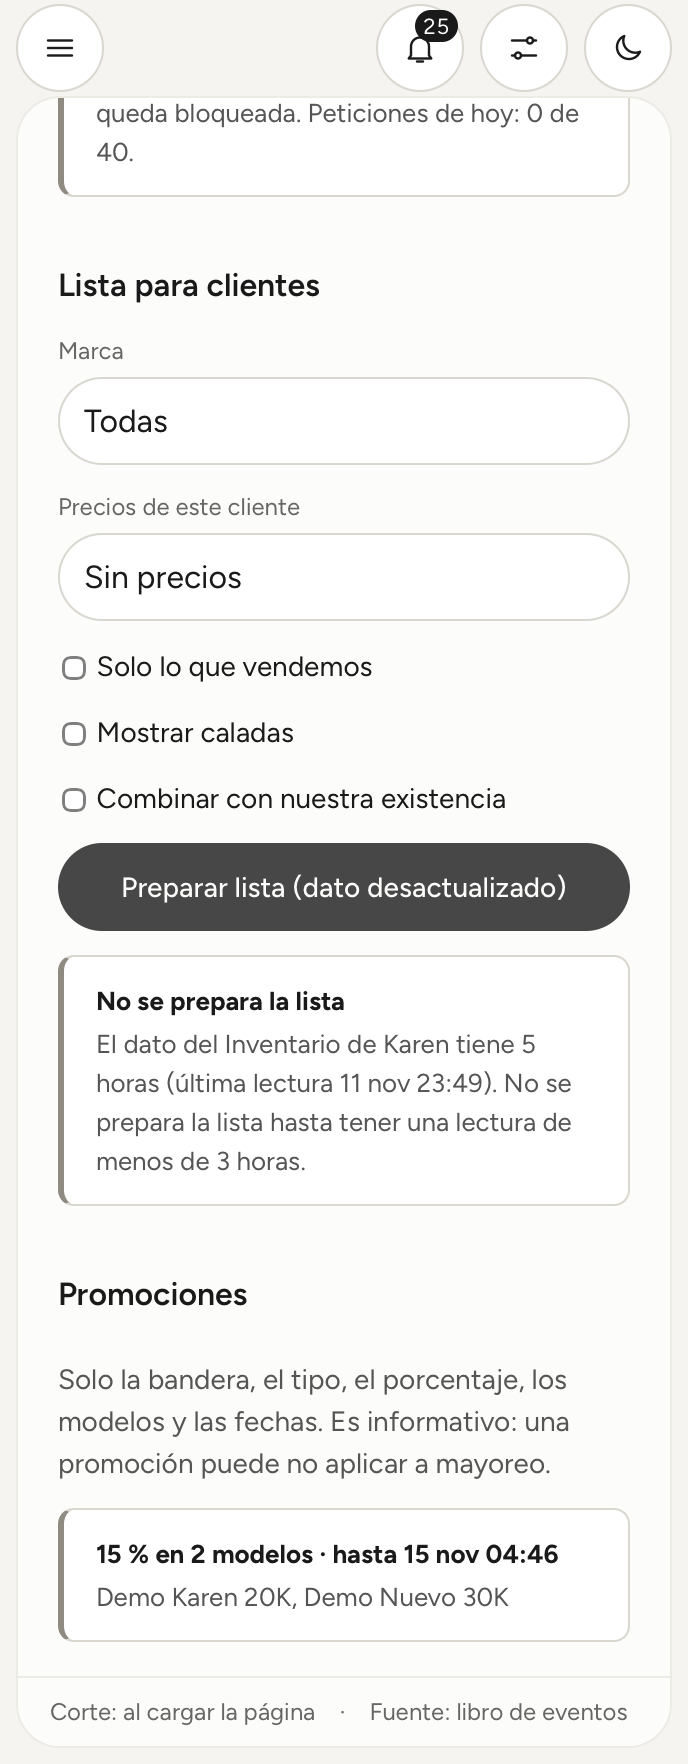 25
queda bloqueada. Peticiones de hoy: 0 de
40.
Lista para clientes
Marca
Todas
Precios de este cliente
Sin precios
Solo lo que vendemos
Mostrar caladas
Combinar con nuestra existencia
Preparar lista (dato desactualizado)
No se prepara la lista
El dato del Inventario de Karen tiene 5
horas (última lectura 11 nov 23:49). No se
prepara la lista hasta tener una lectura de
menos de 3 horas.
Promociones
Solo la bandera, el tipo, el porcentaje, los
modelos y las fechas. Es informativo: una
promoción puede no aplicar a mayoreo.
15 % en 2 modelos · hasta 15 nov 04:46
Demo Karen 20K, Demo Nuevo 30K
Corte: al cargar la página · Fuente: libro de eventos